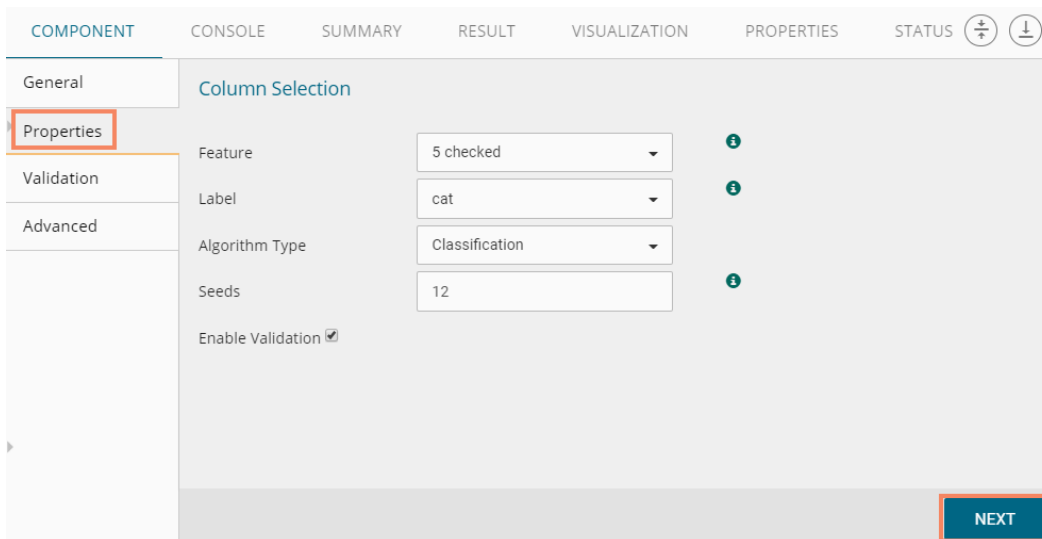 COMPONENT CONSOLE SUMMARY RESULT VISUALIZATION PROPERTIES STATUS
General
Column Selection
Properties
Feature 5 checked
Validation
Label cat
Advanced
Algorithm Type Classification
Seeds 12
Enable Validation
NEXT